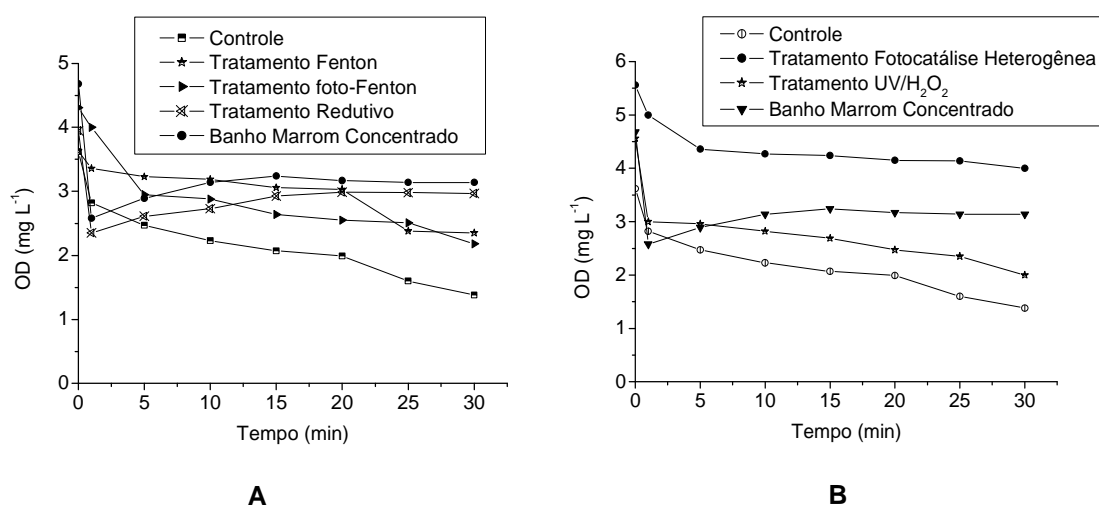 Controle
Tratamento Fenton
Tratamento foto-Fenton
Tratamento Redutivo
Banho Marrom Concentrado
5
4
3
2
1
0
OD (mg L⁻¹)
0 5 10 15 20 25 30
Tempo (min)
A
Controle
Tratamento Fotocatálise Heterogênea
Tratamento UV/H₂O₂
Banho Marrom Concentrado
6
5
4
3
2
1
0
OD (mg L⁻¹)
0 5 10 15 20 25 30
Tempo (min)
B